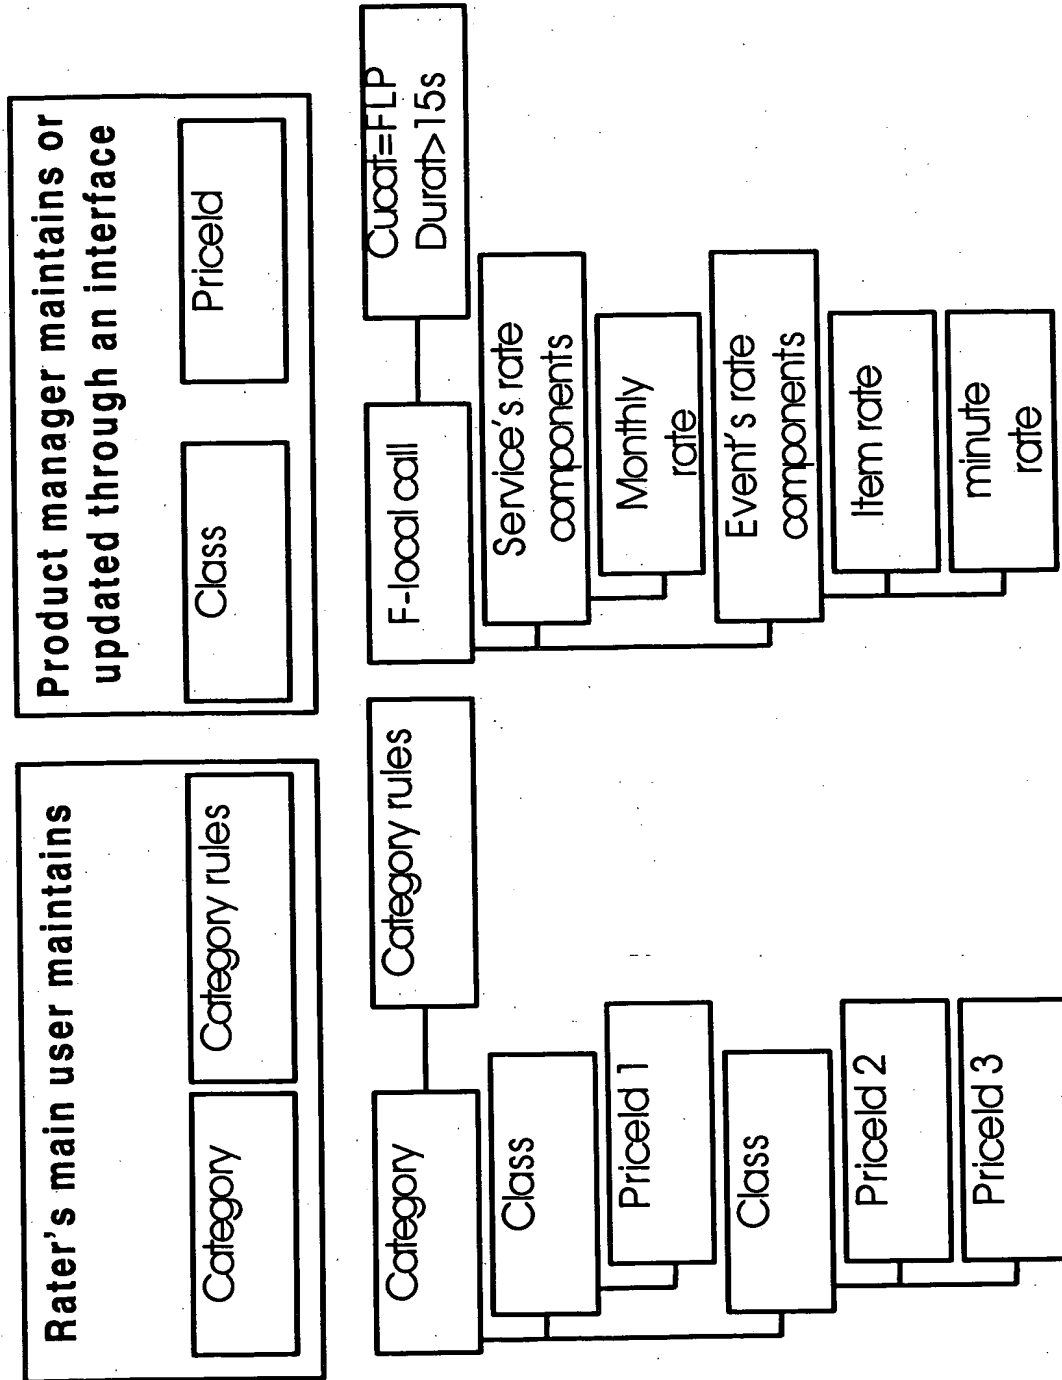 Rater's main user maintains
Category
Category rules
Product manager maintains or
updated through an interface
Class
PriceId
Category
Category rules
Class
PriceId 1
Class
PriceId 2
PriceId 3
F-local call
Cucat=FLP
Durat>15s
Service's rate
components
Monthly
rate
Event's rate
components
Item rate
minute
rate